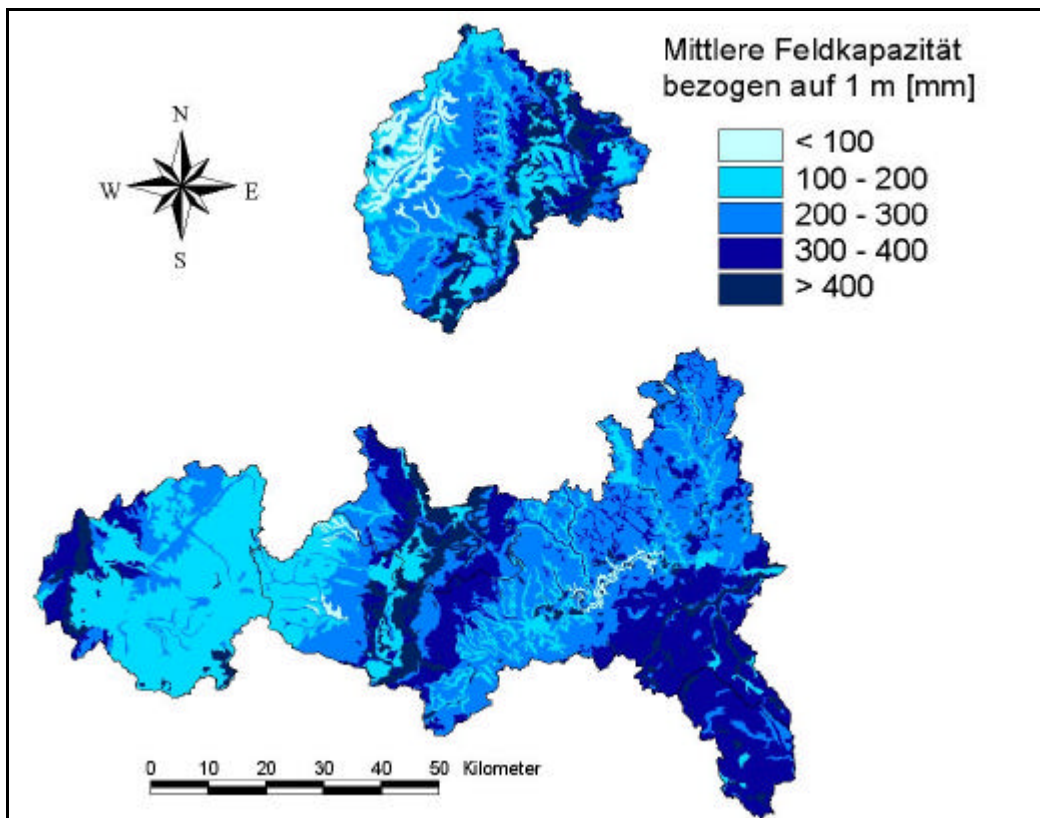 Mittlere Feldkapazität
bezogen auf 1 m [mm]
< 100
100 - 200
200 - 300
300 - 400
> 400
N
W E
S
0 10 20 30 40 50 Kilometer